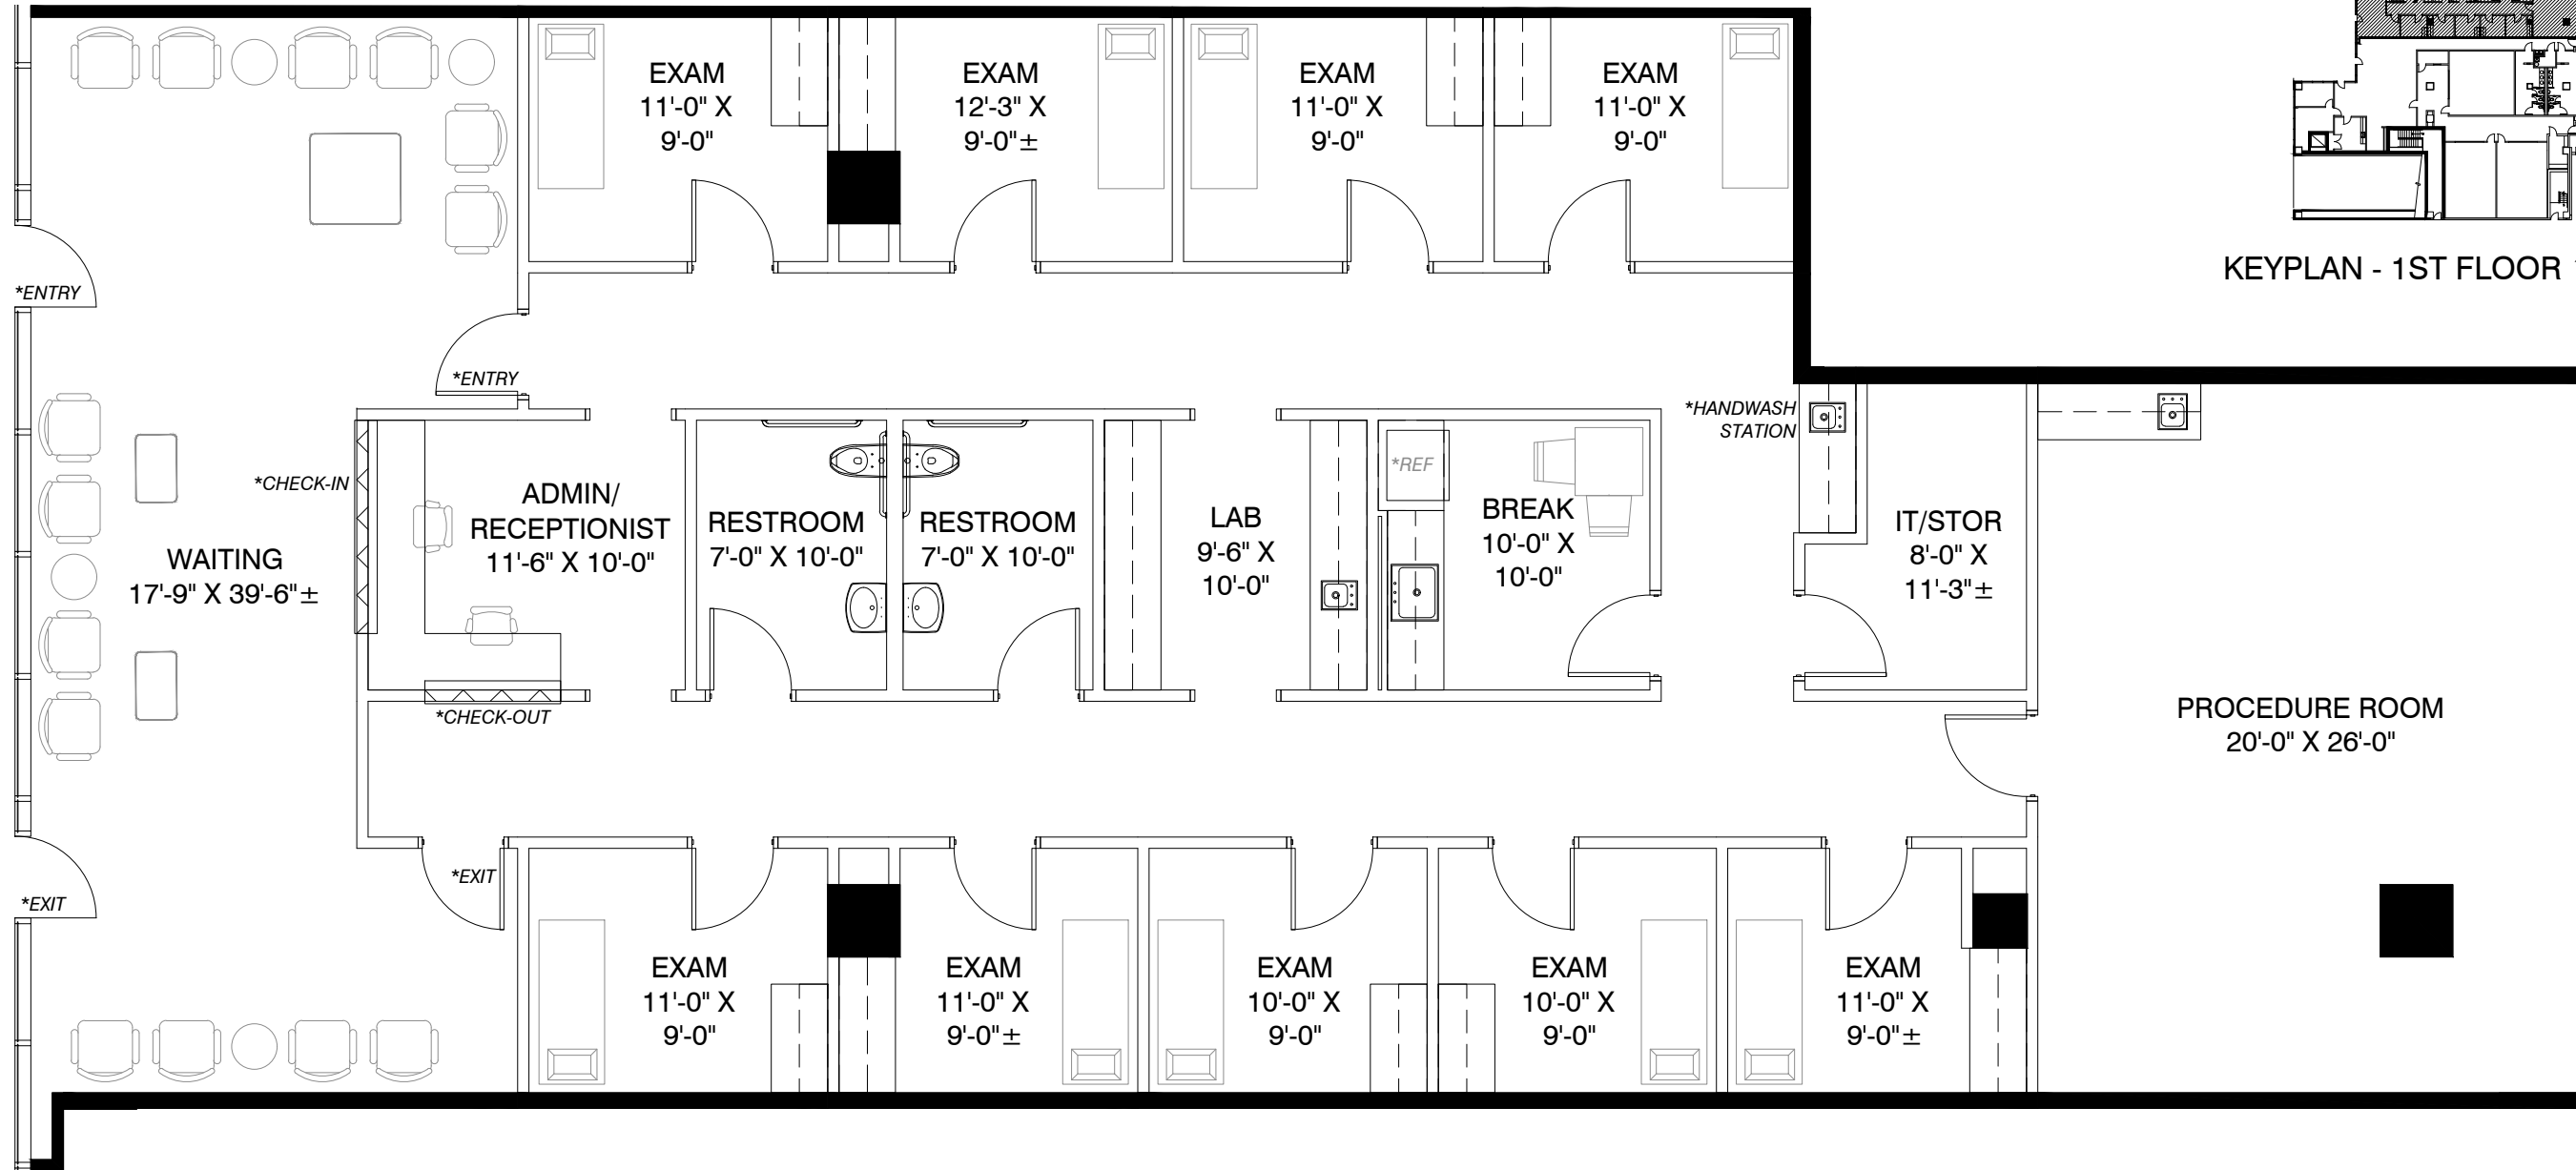 EXAM
11'-0" X
9'-0"
EXAM
12'-3" X
9'-0"±
EXAM
11'-0" X
9'-0"
EXAM
11'-0" X
9'-0"
KEYPLAN - 1ST FLOOR
*ENTRY
*ENTRY
*HANDWASH
STATION
*CHECK-IN
ADMIN/
RECEPTIONIST
11'-6" X 10'-0"
RESTROOM
7'-0" X 10'-0"
RESTROOM
7'-0" X 10'-0"
LAB
9'-6" X
10'-0"
*REF
BREAK
10'-0" X
10'-0"
IT/STOR
8'-0" X
11'-3"±
WAITING
17'-9" X 39'-6"±
*CHECK-OUT
PROCEDURE ROOM
20'-0" X 26'-0"
*EXIT
*EXIT
EXAM
11'-0" X
9'-0"
EXAM
11'-0" X
9'-0"±
EXAM
10'-0" X
9'-0"
EXAM
10'-0" X
9'-0"
EXAM
11'-0" X
9'-0"±